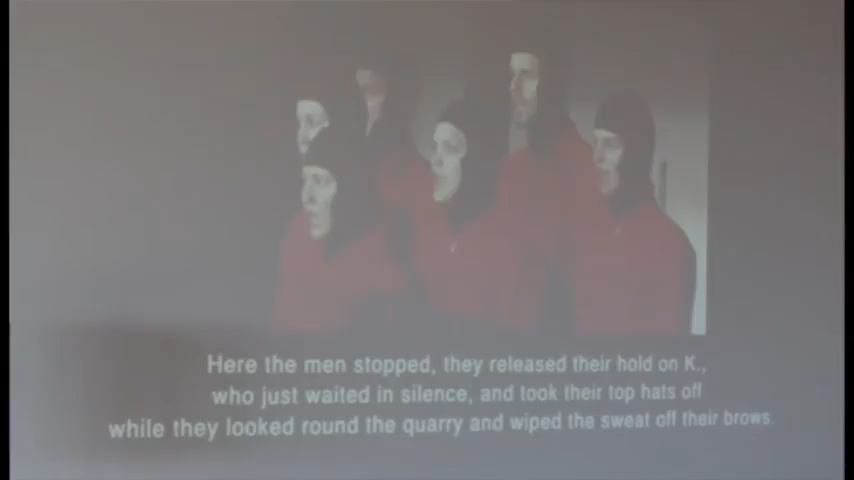 Here the men stopped, they released their hold on K.,
who just waited in silence, and took their top hats off
while they looked round the quarry and wiped the sweat off their brows.